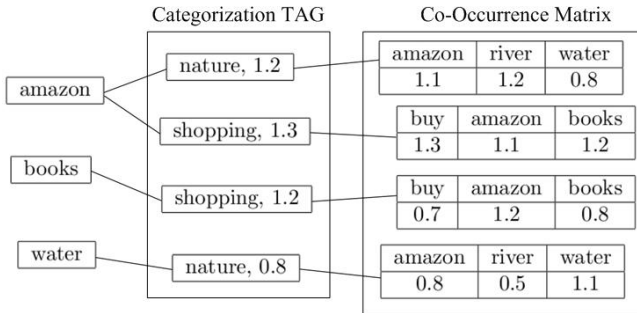 Categorization TAG
Co-Occurrence Matrix
amazon
nature, 1.2
amazon river water
1.1 1.2 0.8
shopping, 1.3
buy amazon books
1.3 1.1 1.2
books
shopping, 1.2
buy amazon books
0.7 1.2 0.8
water
nature, 0.8
amazon river water
0.8 0.5 1.1